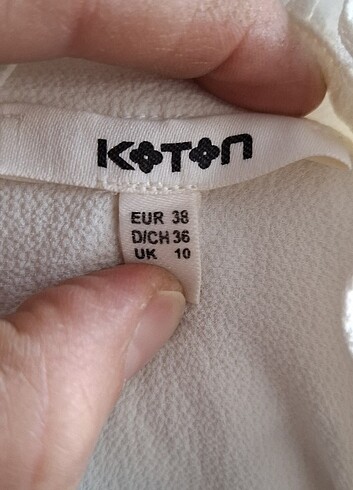 KOTON
EUR 38
D/CH 36
UK 10